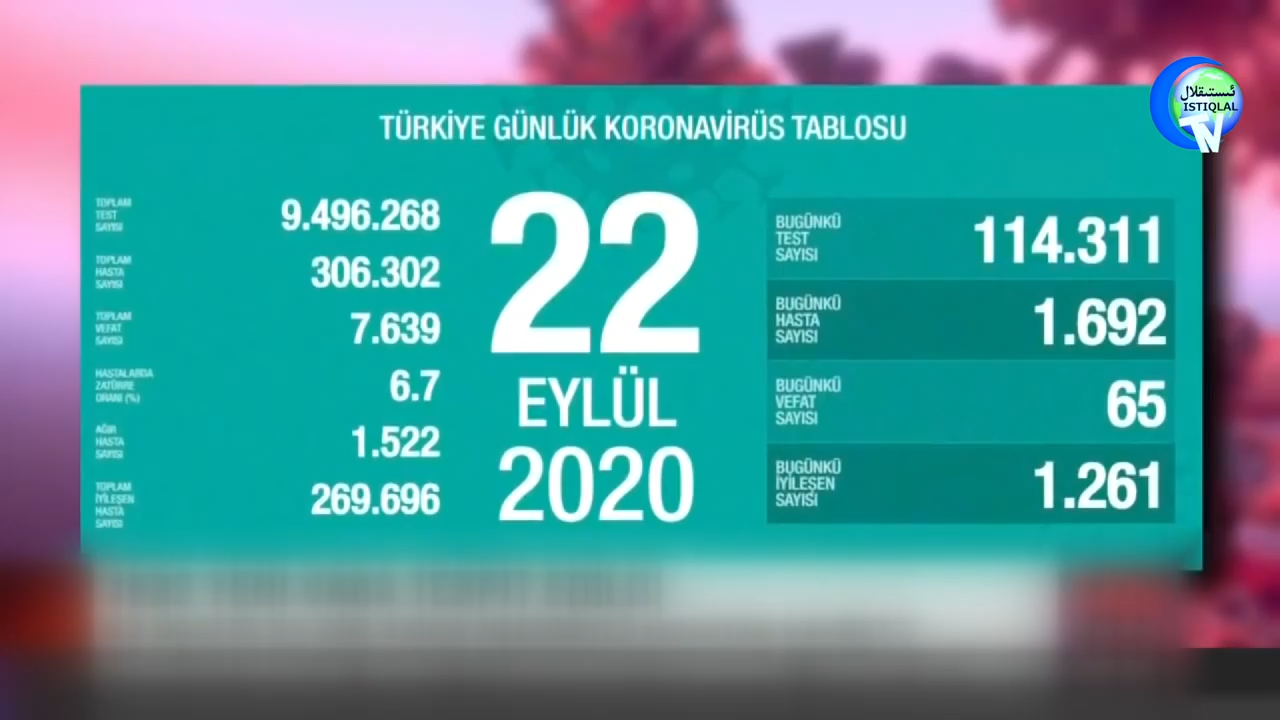 ئىستىقلال
ISTIQLAL
TV
TÜRKİYE GÜNLÜK KORONAVİRÜS TABLOSU
TOPLAM
TEST
SAYISI
9.496.268
TOPLAM
HASTA
SAYISI
306.302
TOPLAM
VEFAT
SAYISI
7.639
HASTALARDA
ZATÜRRE
ORANI (%)
6.7
AĞIR
HASTA
SAYISI
1.522
TOPLAM
İYİLEŞEN
HASTA
SAYISI
269.696
22
EYLÜL
2020
BUGÜNKÜ
TEST
SAYISI
114.311
BUGÜNKÜ
HASTA
SAYISI
1.692
BUGÜNKÜ
VEFAT
SAYISI
65
BUGÜNKÜ
İYİLEŞEN
SAYISI
1.261